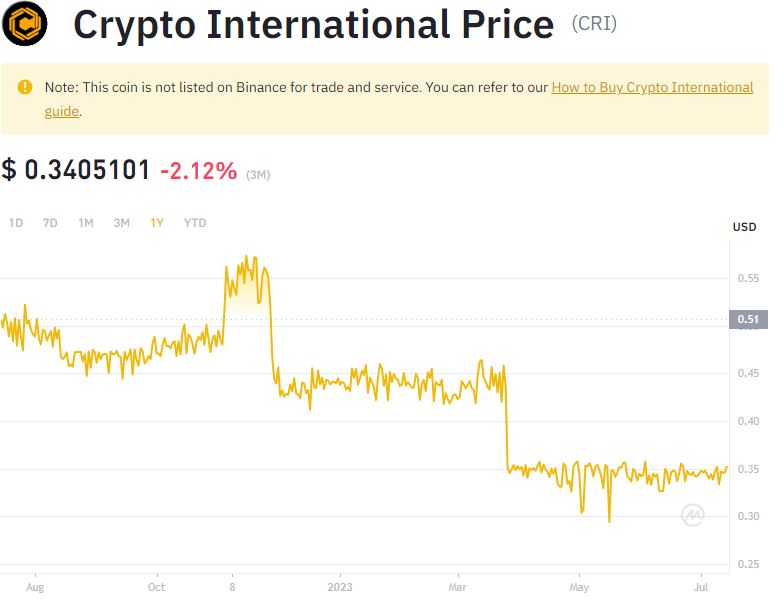 Crypto International Price (CRI)
Note: This coin is not listed on Binance for trade and service. You can refer to our How to Buy Crypto International
guide.
$ 0.3405101 -2.12% (3M)
1D 7D 1M 3M 1Y YTD
USD
0.55
0.51
0.45
0.40
0.35
0.30
0.25
Aug Oct 8 2023 Mar May Jul